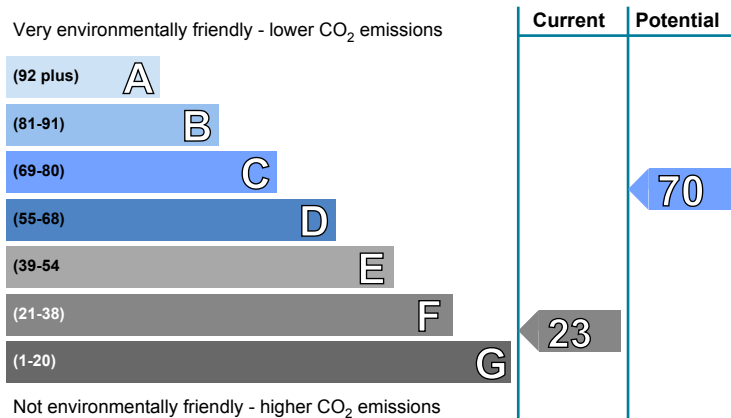 Current Potential
Very environmentally friendly - lower CO2 emissions
(92 plus) A
(81-91) B
(69-80) C
70
(55-68) D
(39-54 E
(21-38) F
23
(1-20) G
Not environmentally friendly - higher CO2 emissions